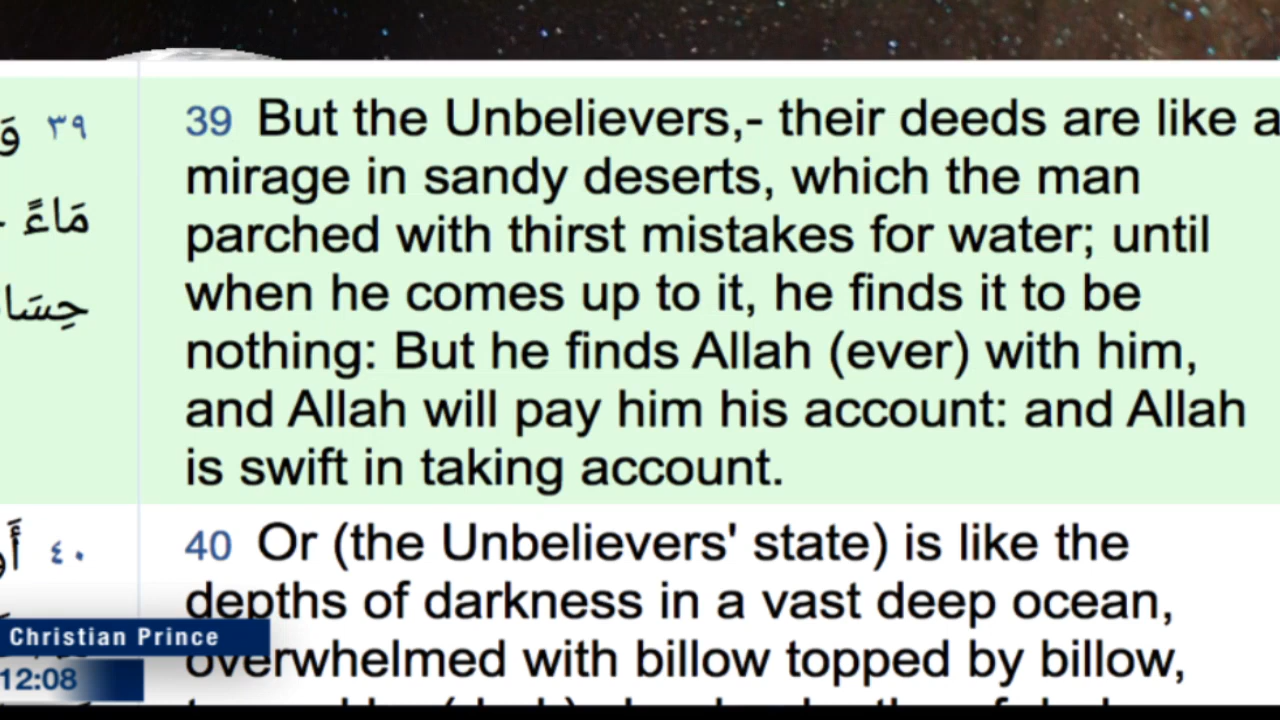 39 But the Unbelievers,- their deeds are like a
mirage in sandy deserts, which the man
parched with thirst mistakes for water; until
when he comes up to it, he finds it to be
nothing: But he finds Allah (ever) with him,
and Allah will pay him his account: and Allah
is swift in taking account.
٣٩
مَاءً
40 Or (the Unbelievers' state) is like the
depths of darkness in a vast deep ocean,
overwhelmed with billow topped by billow,
٤٠
Christian Prince
12:08